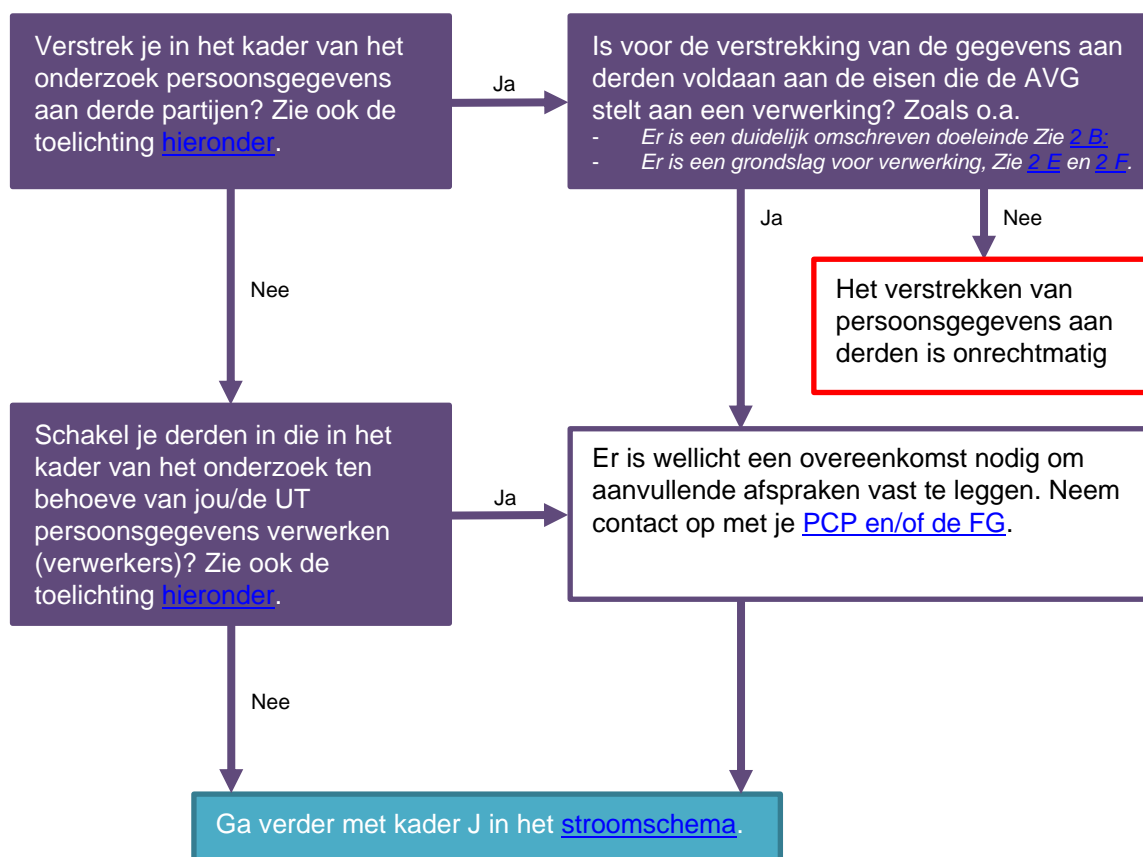 Verstrek je in het kader van het
onderzoek persoonsgegevens
aan derde partijen? Zie ook de
toelichting hieronder.
Ja
Is voor de verstrekking van de gegevens aan
derden voldaan aan de eisen die de AVG
stelt aan een verwerking? Zoals o.a.
- Er is een duidelijk omschreven doeleinde Zie 2 B:
- Er is een grondslag voor verwerking, Zie 2 E en 2 F.
Ja
Nee
Nee
Het verstrekken van
persoonsgegevens aan
derden is onrechtmatig
Schakel je derden in die in het
kader van het onderzoek ten
behoeve van jou/de UT
persoonsgegevens verwerken
(verwerkers)? Zie ook de
toelichting hieronder.
Ja
Er is wellicht een overeenkomst nodig om
aanvullende afspraken vast te leggen. Neem
contact op met je PCP en/of de FG.
Nee
Ga verder met kader J in het stroomschema.